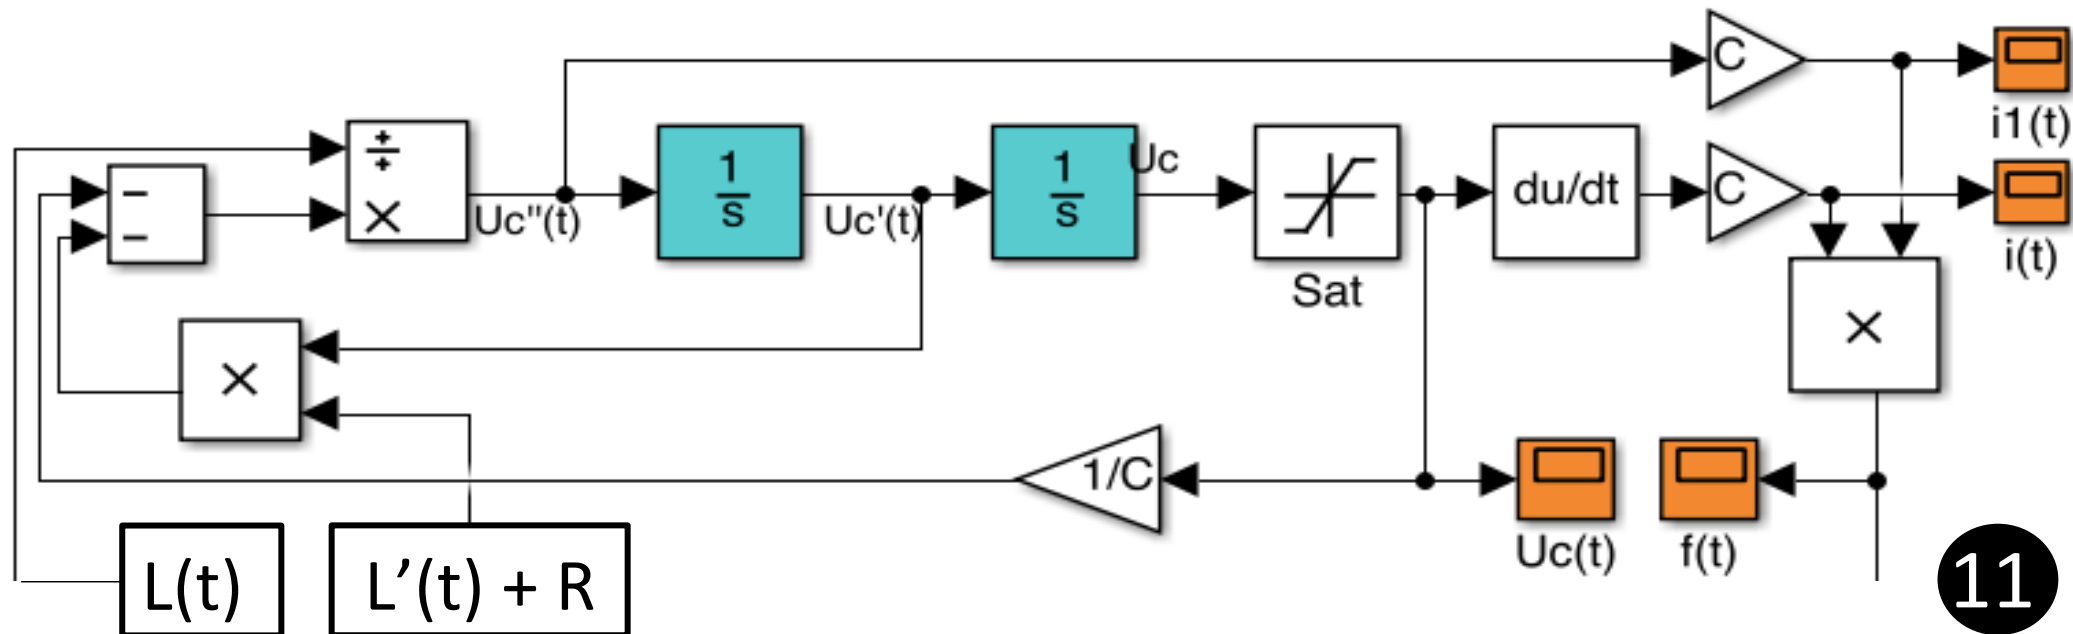 C
i1(t)
÷
×
−
−
Uc''(t)
1
s
Uc'(t)
1
s
Uc
Sat
du/dt
C
i(t)
×
×
1/C
Uc(t)
f(t)
L(t)
L’(t) + R
11